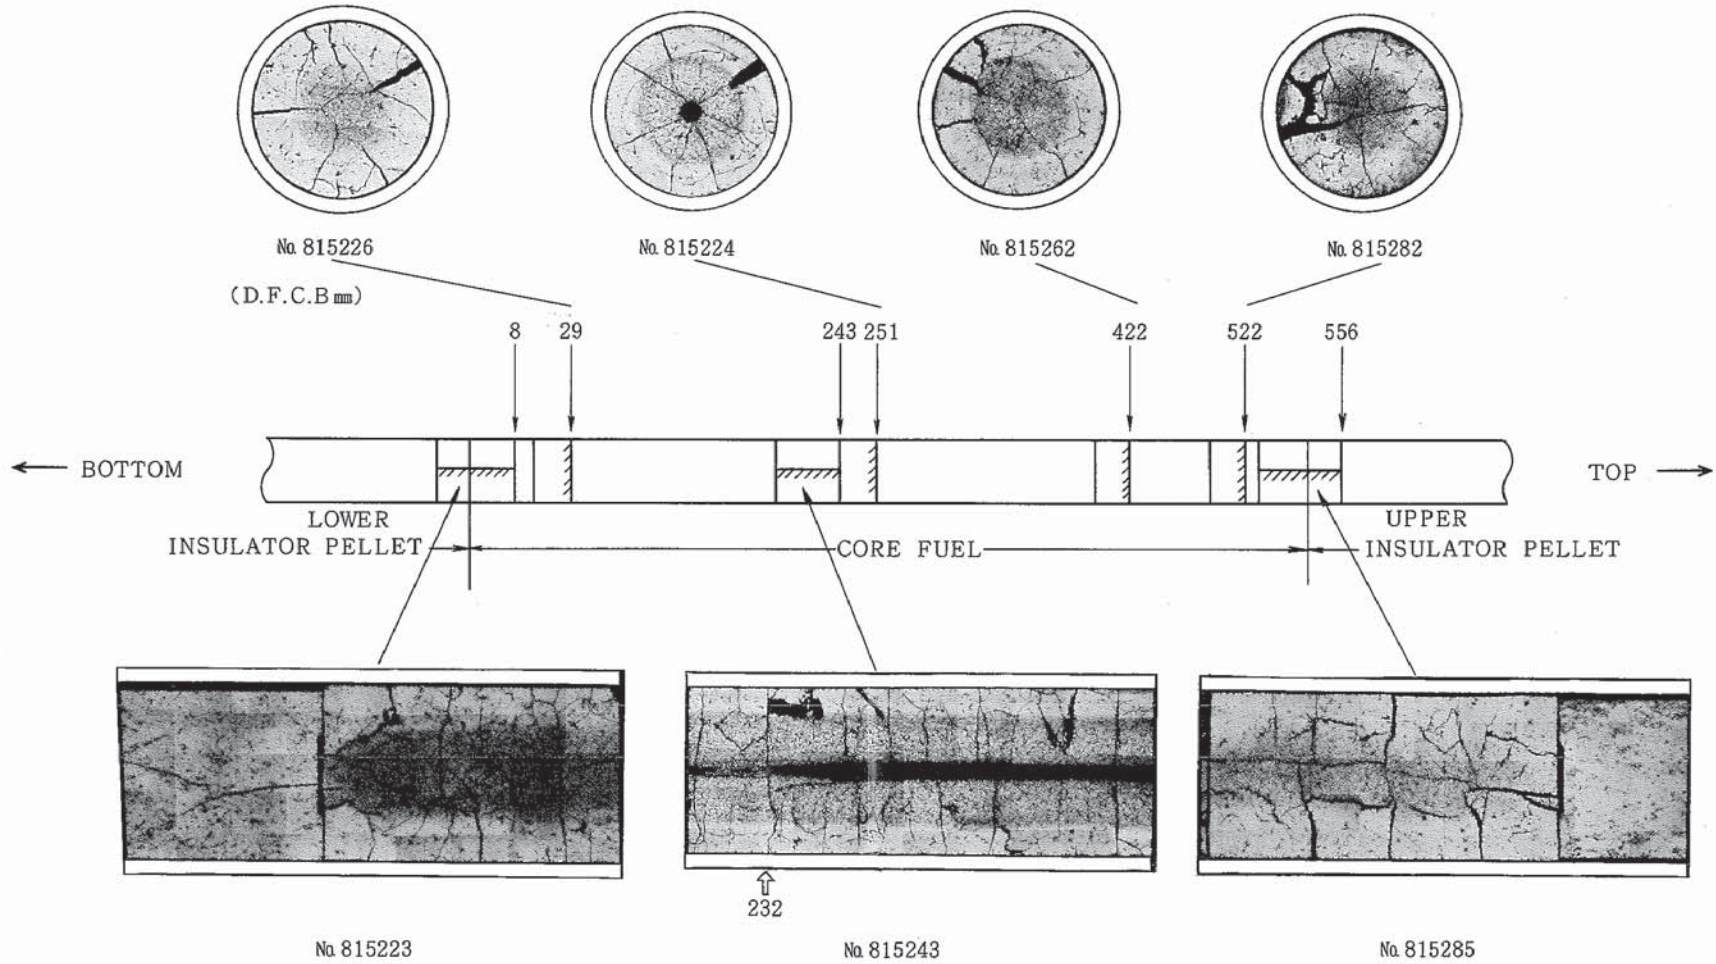 No. 815226
No. 815224
No. 815262
No. 815282
(D.F.C.B mm)
8 29 243 251 422 522 556
← BOTTOM
TOP →
LOWER
INSULATOR PELLET
CORE FUEL
UPPER
INSULATOR PELLET
232
No. 815223
No. 815243
No. 815285